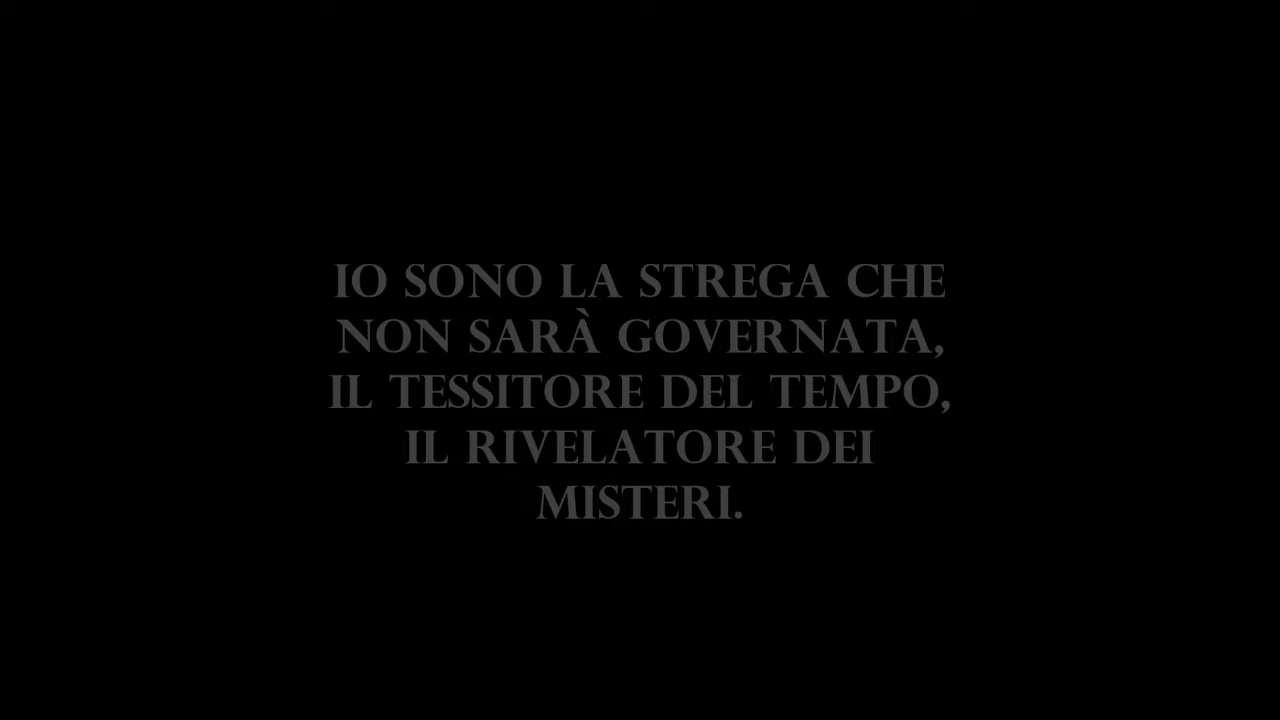 IO SONO LA STREGA CHE
NON SARÀ GOVERNATA,
IL TESSITORE DEL TEMPO,
IL RIVELATORE DEI
MISTERI.